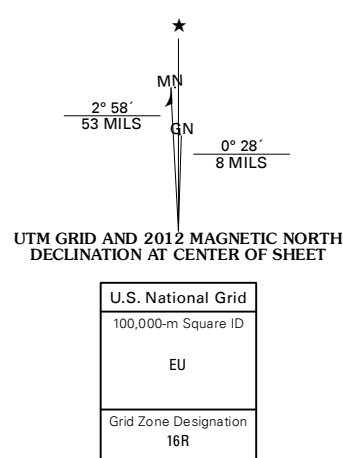 ★
MN
2° 58´
53 MILS
GN
0° 28´
8 MILS
UTM GRID AND 2012 MAGNETIC NORTH
DECLINATION AT CENTER OF SHEET
U.S. National Grid
100,000-m Square ID
EU
Grid Zone Designation
16R